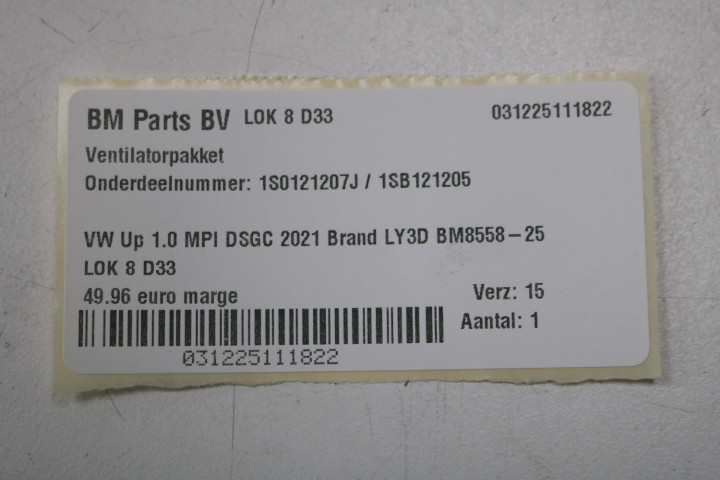 BM Parts BV LOK 8 D33 031225111822
Ventilatorpakket
Onderdeelnummer: 1S0121207J / 1SB121205
VW Up 1.0 MPI DSGC 2021 Brand LY3D BM8558-25
LOK 8 D33
49.96 euro marge Verz: 15
Aantal: 1
031225111822